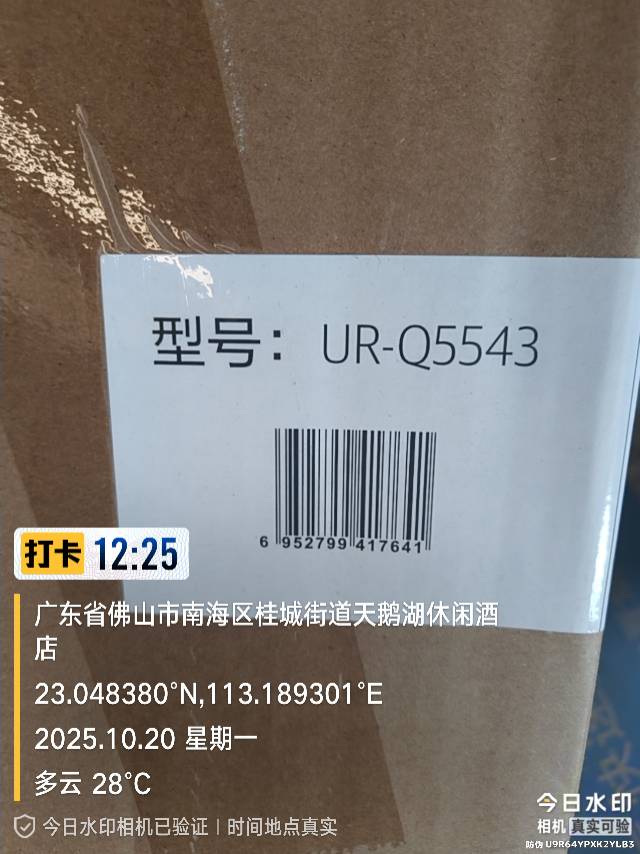 型号： UR-Q5543
6 952799 417641
打卡 12:25
广东省佛山市南海区桂城街道天鹅湖休闲酒
店
23.048380°N,113.189301°E
2025.10.20 星期一
多云 28°C
今日水印相机已验证 | 时间地点真实
今日水印
相机 真实可验
防伪 U9R64YPXK2YLB3